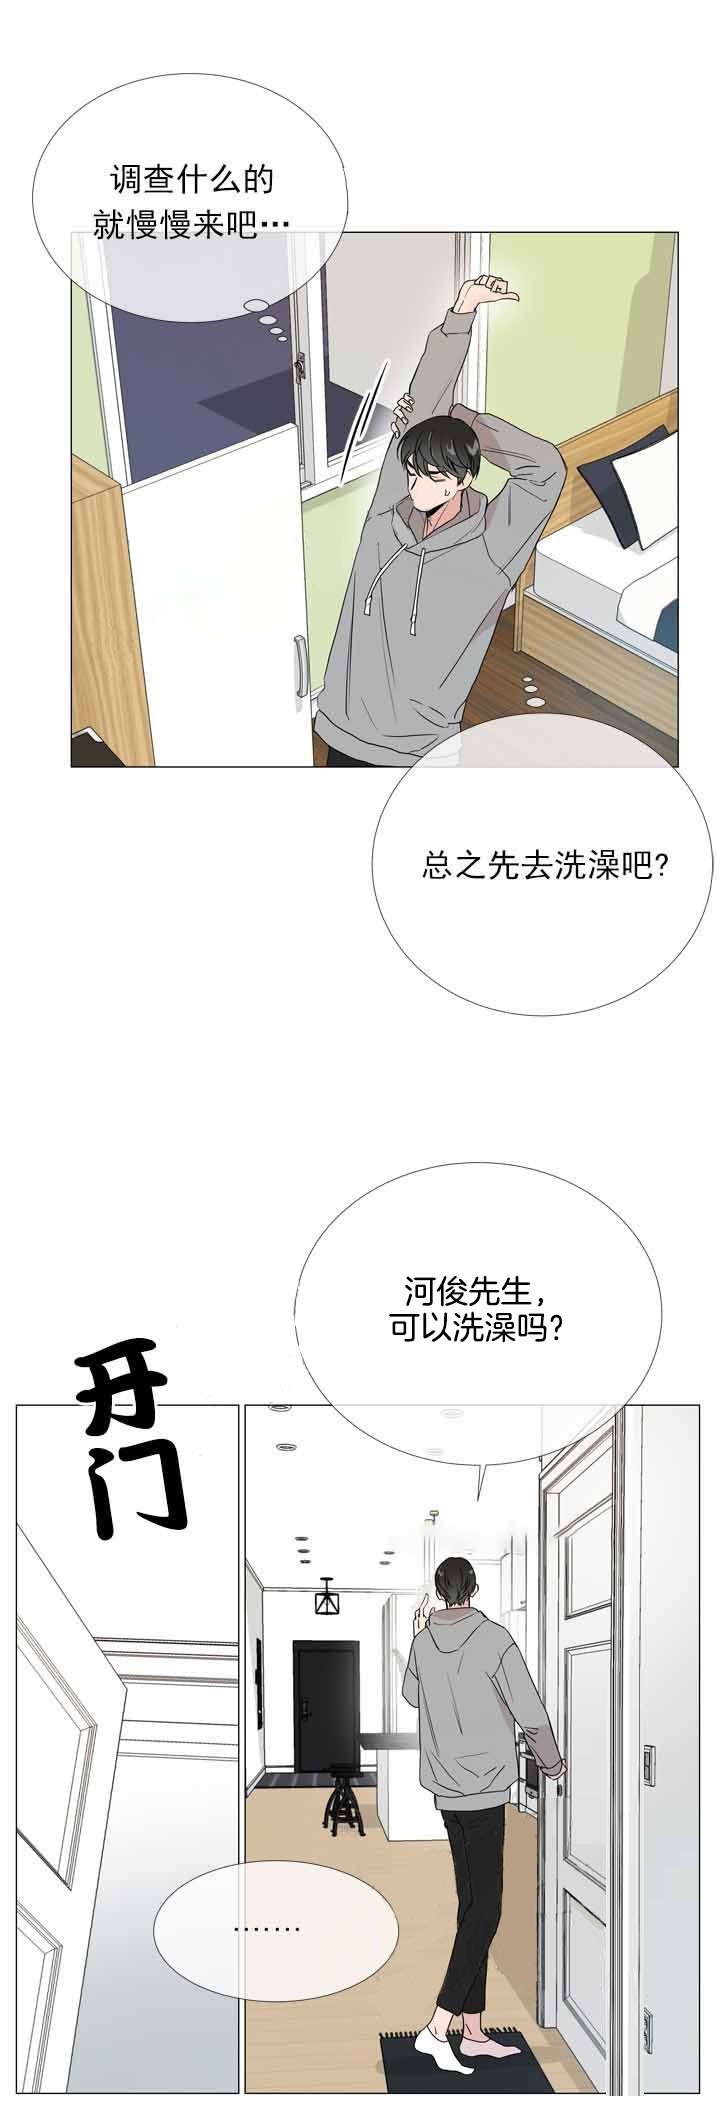 调查什么的
就慢慢来吧…
总之先去洗澡吧?
河俊先生,
可以洗澡吗?
开门
.......